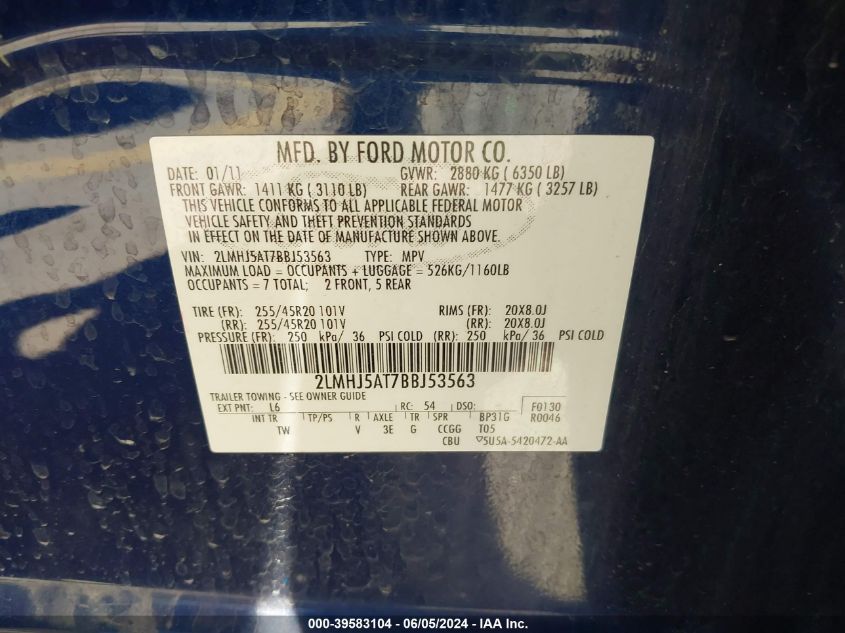 MFD. BY FORD MOTOR CO.
DATE: 01/11 GVWR: 2880 KG ( 6350 LB)
FRONT GAWR: 1411 KG ( 3110 LB) REAR GAWR: 1477 KG ( 3257 LB)
THIS VEHICLE CONFORMS TO ALL APPLICABLE FEDERAL MOTOR
VEHICLE SAFETY AND THEFT PREVENTION STANDARDS
IN EFFECT ON THE DATE OF MANUFACTURE SHOWN ABOVE.
VIN: 2LMHJ5AT7BBJ53563 TYPE: MPV
MAXIMUM LOAD = OCCUPANTS + LUGGAGE = 526KG/1160LB
OCCUPANTS = 7 TOTAL; 2 FRONT, 5 REAR
TIRE (FR): 255/45R20 101V RIMS (FR): 20X8.0J
(RR): 255/45R20 101V (RR): 20X8.0J
PRESSURE (FR): 250 kPa/ 36 PSI COLD (RR): 250 kPa/ 36 PSI COLD
2LMHJ5AT7BBJ53563
TRAILER TOWING - SEE OWNER GUIDE
EXT PNT: L6 RC: 54 DSO: F0130
INT TR TP/PS R AXLE TR SPR BP31G R0046
TW V 3E G CCGG T05
CBU 5U5A-5420472-AA
000-39583104 - 06/05/2024 - IAA Inc.